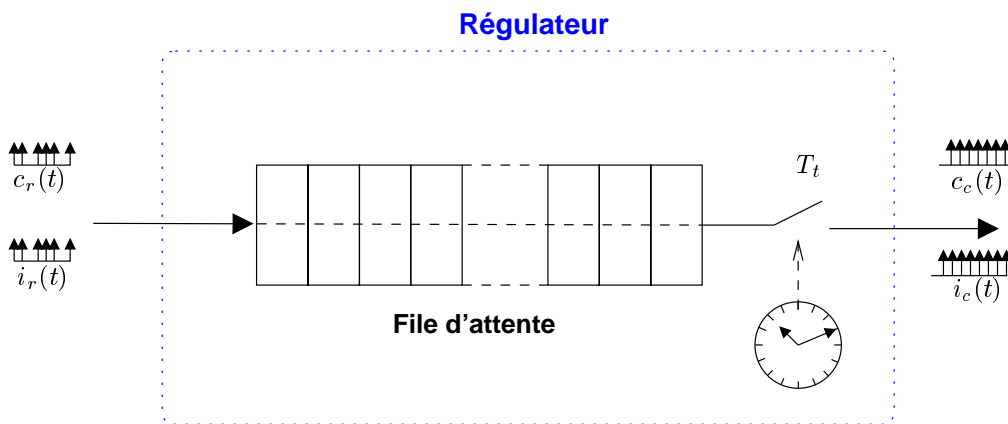 Régulateur
c_r(t)
i_r(t)
T_t
c_c(t)
i_c(t)
File d'attente